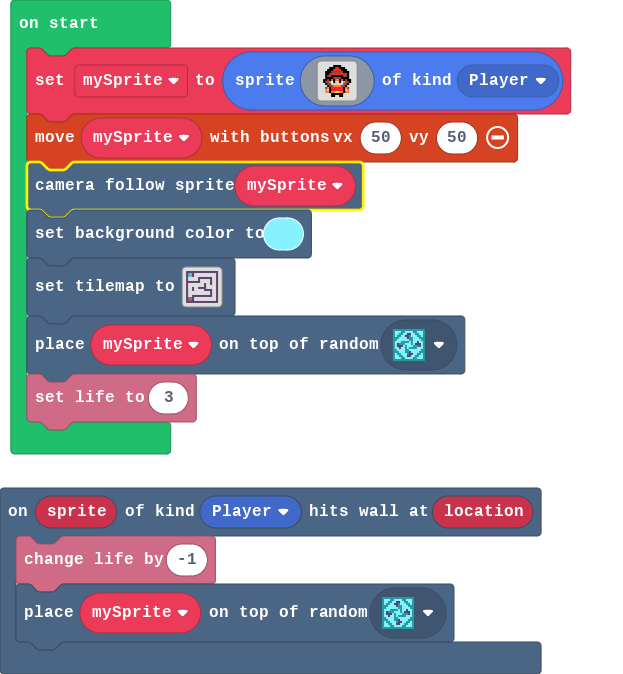 on start
set mySprite to sprite of kind Player
move mySprite with buttons vx 50 vy 50
camera follow sprite mySprite
set background color to
set tilemap to
place mySprite on top of random
set life to 3
on sprite of kind Player hits wall at location
change life by -1
place mySprite on top of random